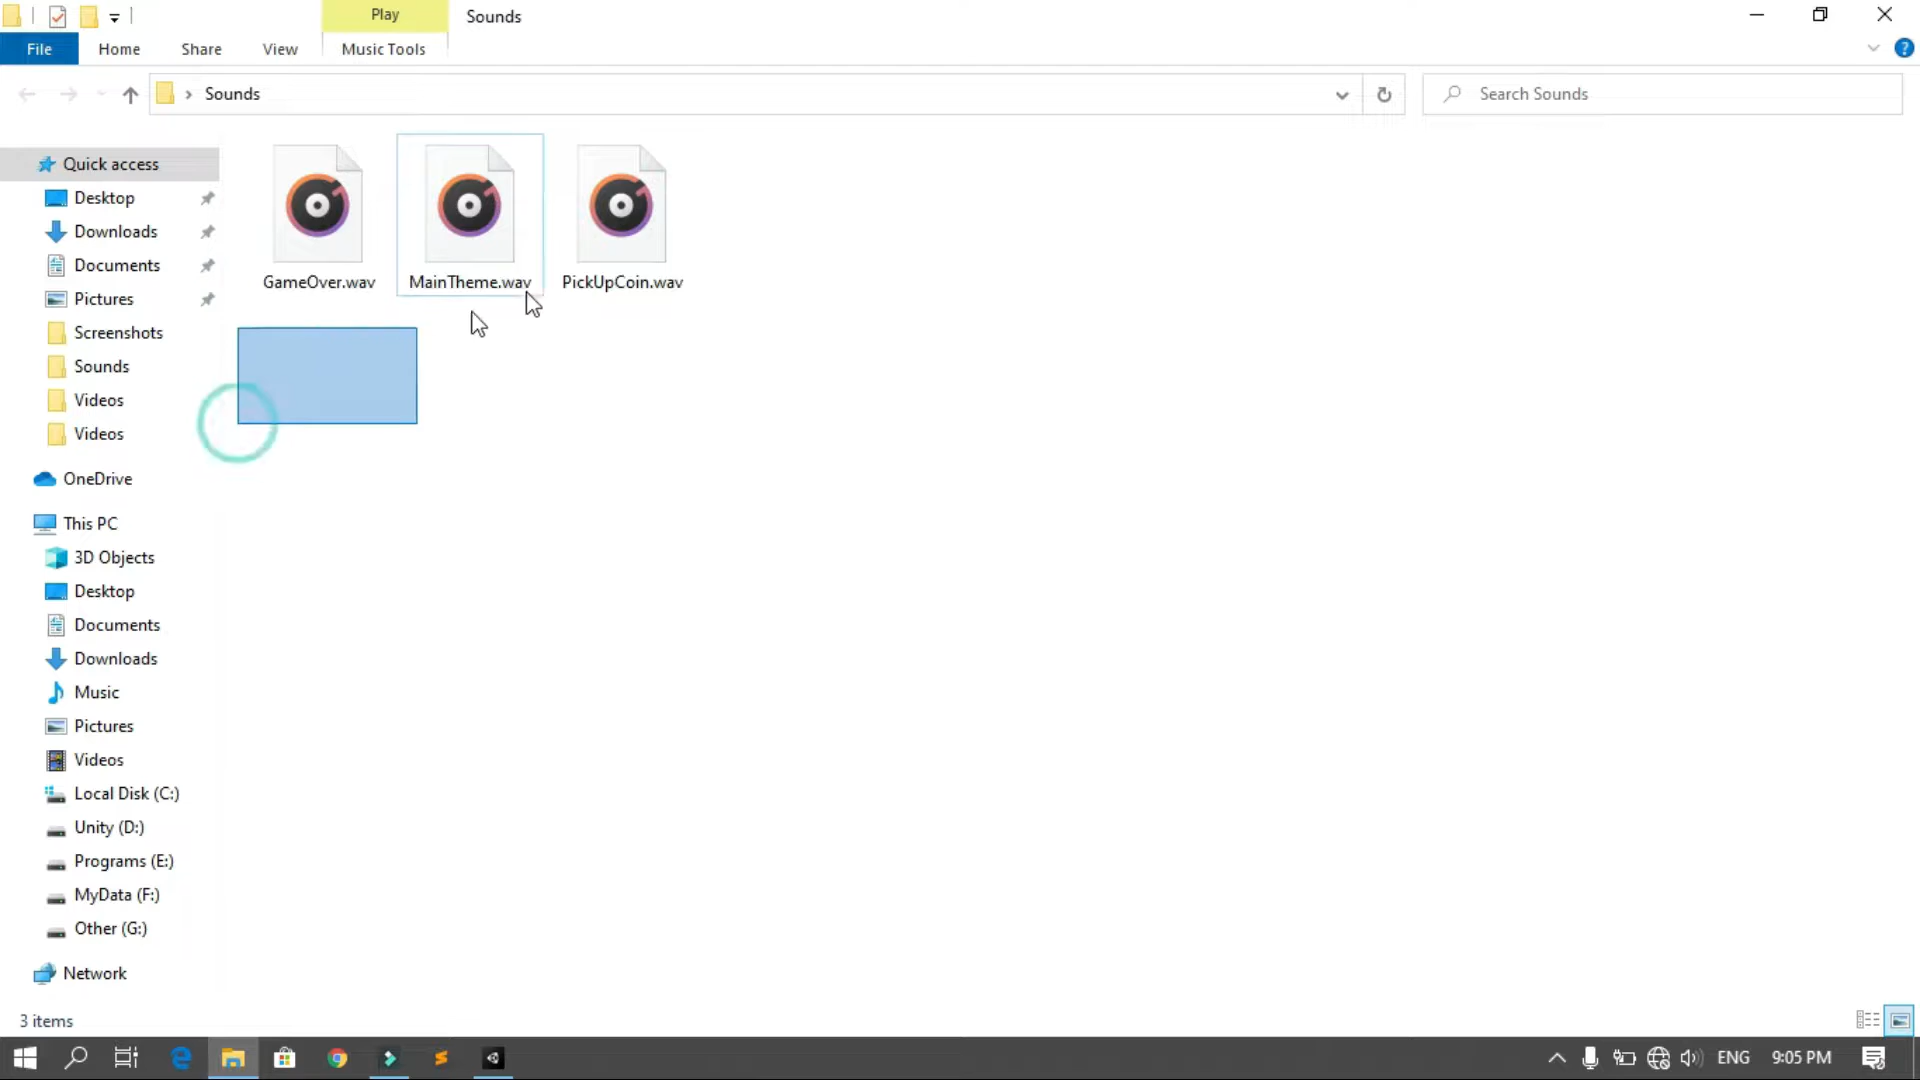 Play
Sounds
File
Home
Share
View
Music Tools
?
Sounds
Search Sounds
Quick access
Desktop
Downloads
Documents
Pictures
Screenshots
Sounds
Videos
Videos
OneDrive
This PC
3D Objects
Desktop
Documents
Downloads
Music
Pictures
Videos
Local Disk (C:)
Unity (D:)
Programs (E:)
MyData (F:)
Other (G:)
Network
GameOver.wav
MainTheme.wav
PickUpCoin.wav
3 items
ENG
9:05 PM